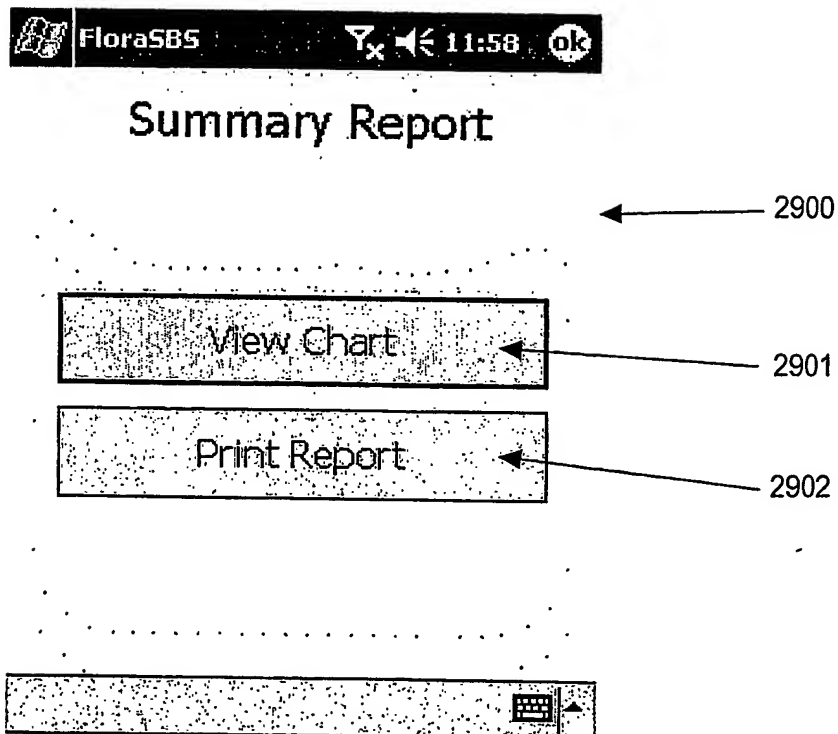 FloraSBS 11:58 ok
Summary Report
2900
View Chart
2901
Print Report
2902